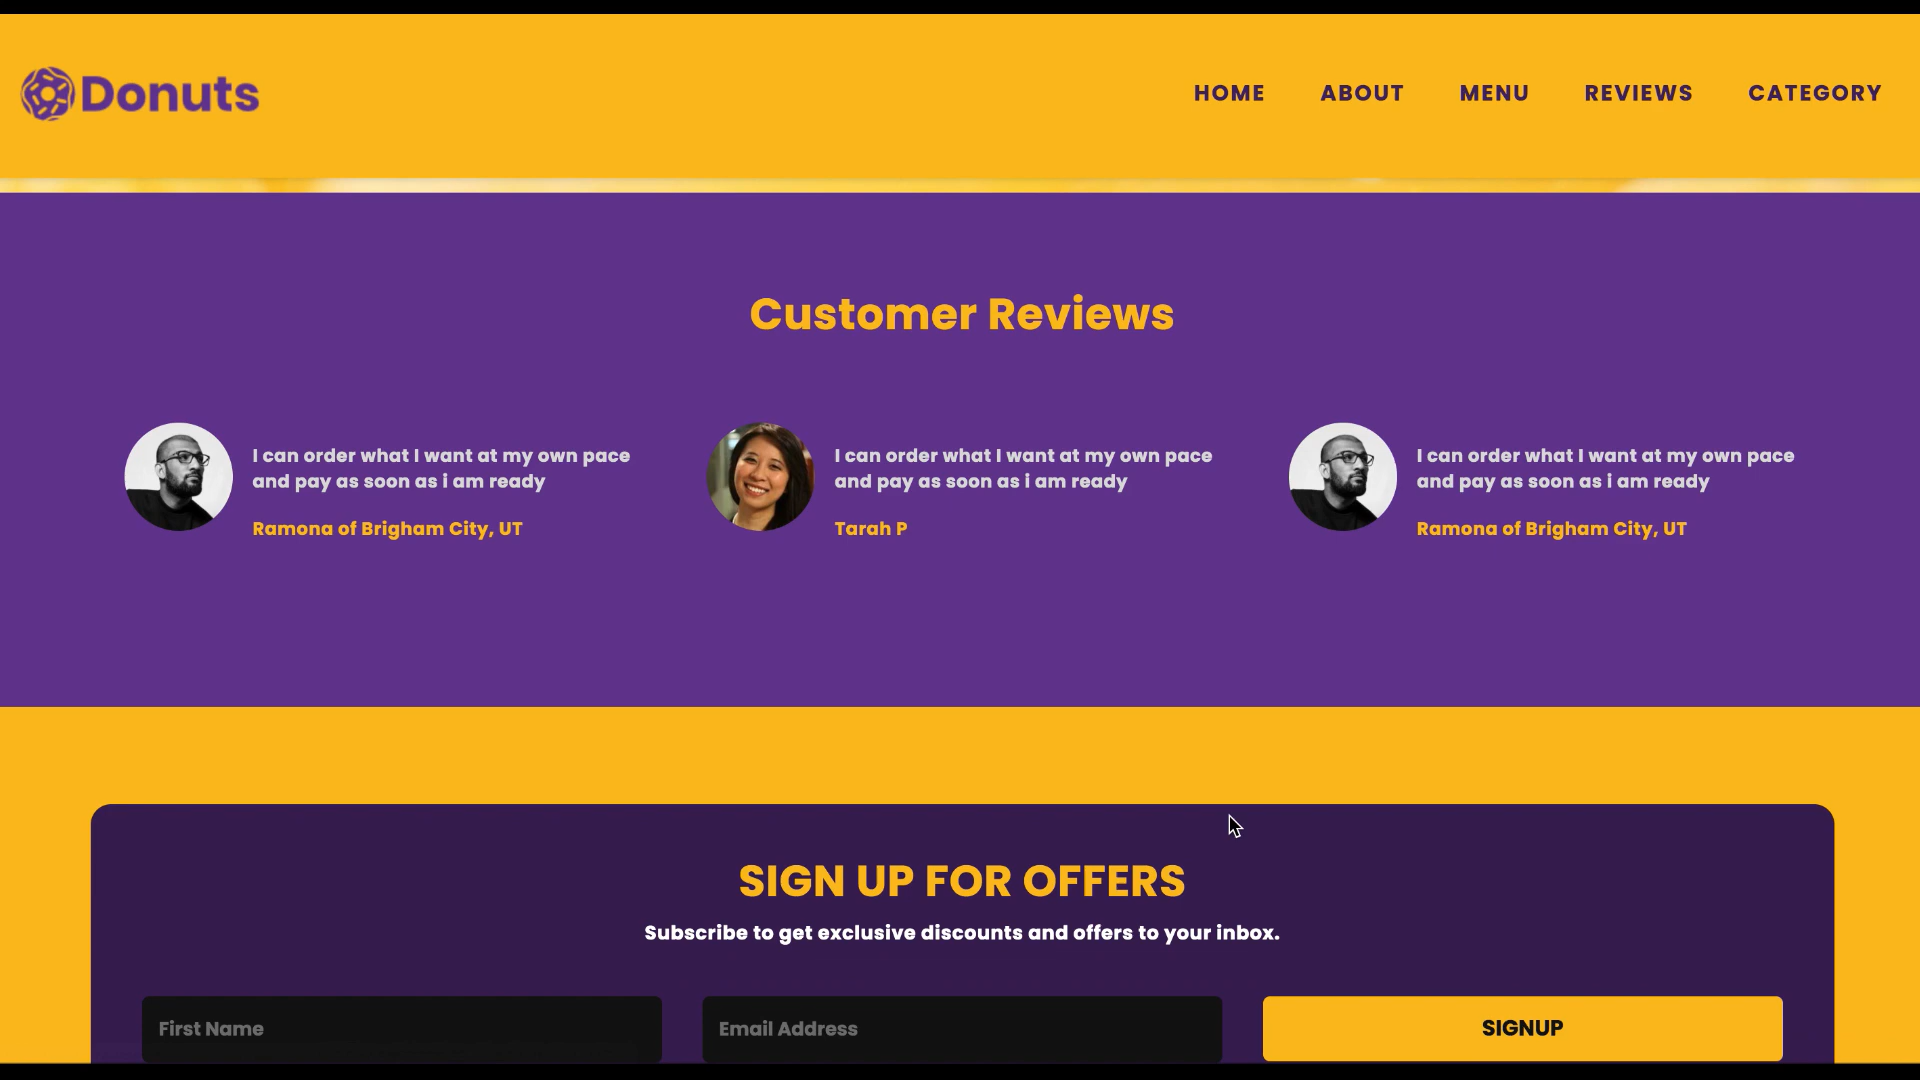 Donuts
HOME ABOUT MENU REVIEWS CATEGORY
Customer Reviews
I can order what I want at my own pace
and pay as soon as i am ready
Ramona of Brigham City, UT
I can order what I want at my own pace
and pay as soon as i am ready
Tarah P
I can order what I want at my own pace
and pay as soon as i am ready
Ramona of Brigham City, UT
SIGN UP FOR OFFERS
Subscribe to get exclusive discounts and offers to your inbox.
First Name
Email Address
SIGNUP